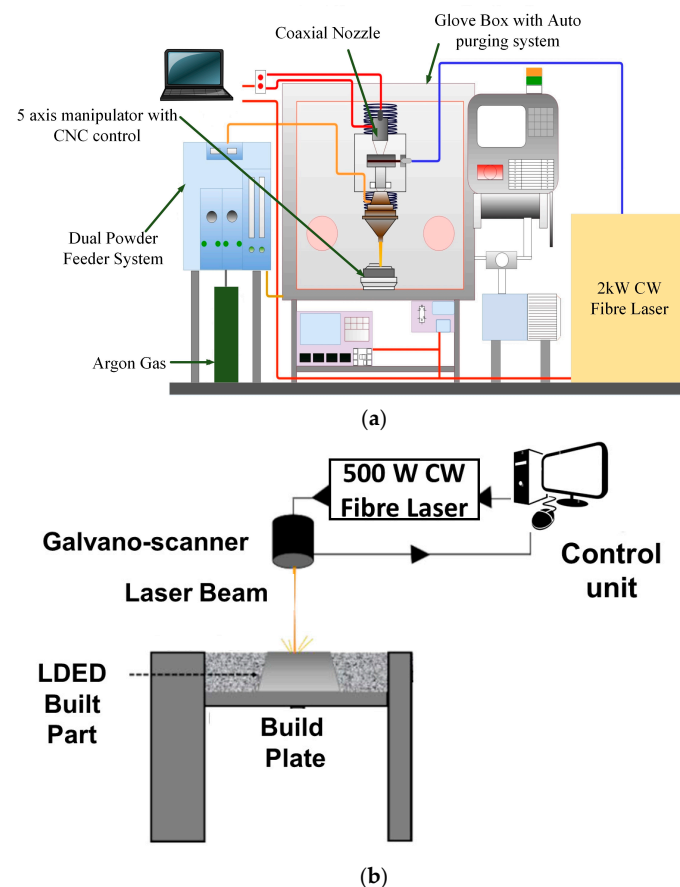 Coaxial Nozzle
Glove Box with Auto
purging system
5 axis manipulator with
CNC control
Dual Powder
Feeder System
2kW CW
Fibre Laser
Argon Gas
(a)
500 W CW
Fibre Laser
Galvano-scanner
Control
unit
Laser Beam
LDED
Built
Part
Build
Plate
(b)